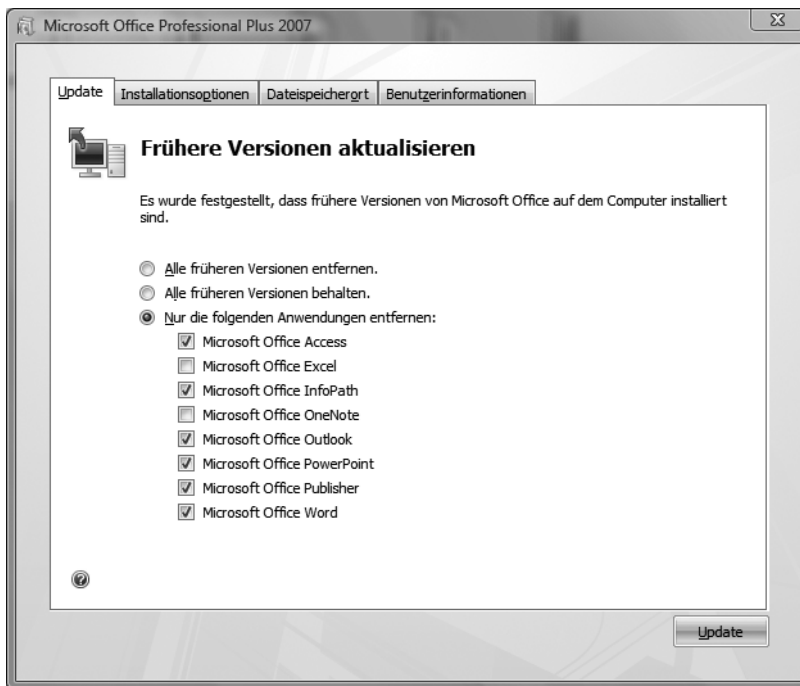 Microsoft Office Professional Plus 2007
Update
Installationsoptionen
Dateispeicherort
Benutzerinformationen
Frühere Versionen aktualisieren
Es wurde festgestellt, dass frühere Versionen von Microsoft Office auf dem Computer installiert
sind.
Alle früheren Versionen entfernen.
Alle früheren Versionen behalten.
Nur die folgenden Anwendungen entfernen:
Microsoft Office Access
Microsoft Office Excel
Microsoft Office InfoPath
Microsoft Office OneNote
Microsoft Office Outlook
Microsoft Office PowerPoint
Microsoft Office Publisher
Microsoft Office Word
Update